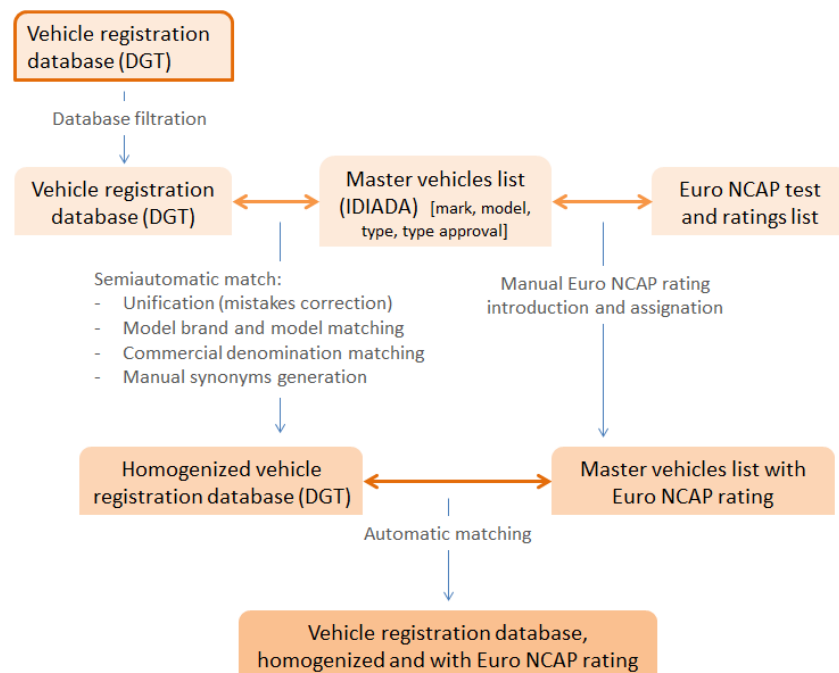 Vehicle registration
database (DGT)
Database filtration
Vehicle registration
database (DGT)
Master vehicles list
(IDIADA) [mark, model,
type, type approval]
Euro NCAP test
and ratings list
Semiautomatic match:
- Unification (mistakes correction)
- Model brand and model matching
- Commercial denomination matching
- Manual synonyms generation
Manual Euro NCAP rating
introduction and assignation
Homogenized vehicle
registration database (DGT)
Master vehicles list with
Euro NCAP rating
Automatic matching
Vehicle registration database,
homogenized and with Euro NCAP rating